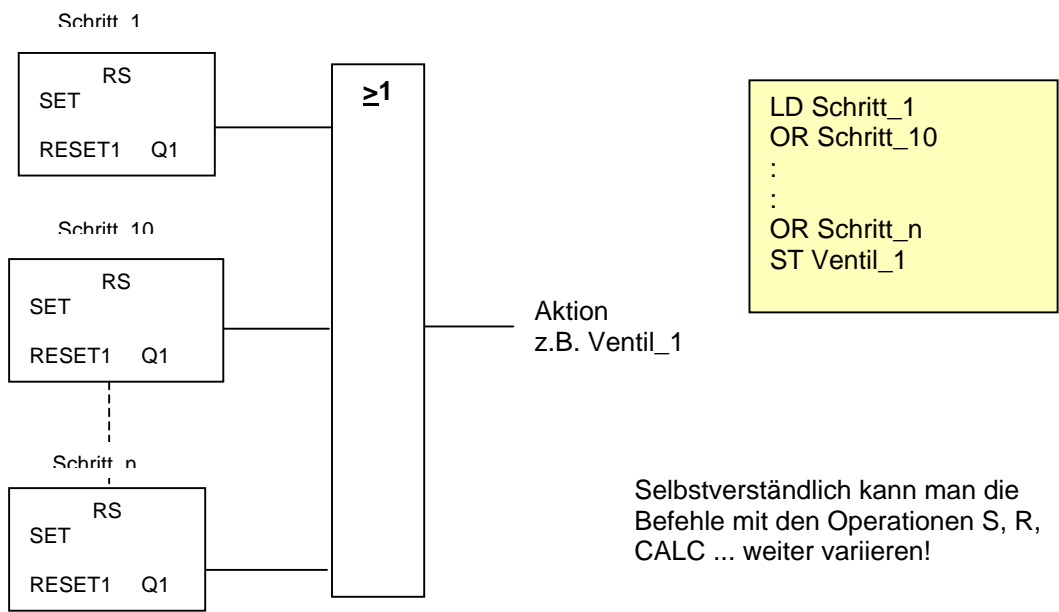 Schritt_1
RS
SET
RESET1 Q1
Schritt_10
RS
SET
RESET1 Q1
Schritt_n
RS
SET
RESET1 Q1
≥1
Aktion
z.B. Ventil_1
LD Schritt_1
OR Schritt_10
:
:
OR Schritt_n
ST Ventil_1
Selbstverständlich kann man die
Befehle mit den Operationen S, R,
CALC ... weiter variieren!